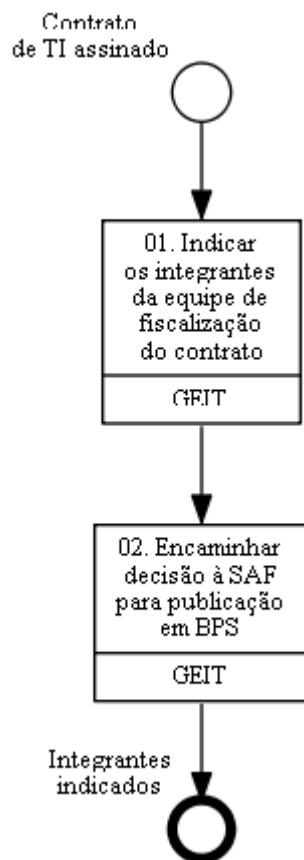 Contrato
de TI assinado
01. Indicar
os integrantes
da equipe de
fiscalização
do contrato
GEIT
02. Encaminhar
decisão à SAF
para publicação
em BPS
GEIT
Integrantes
indicados